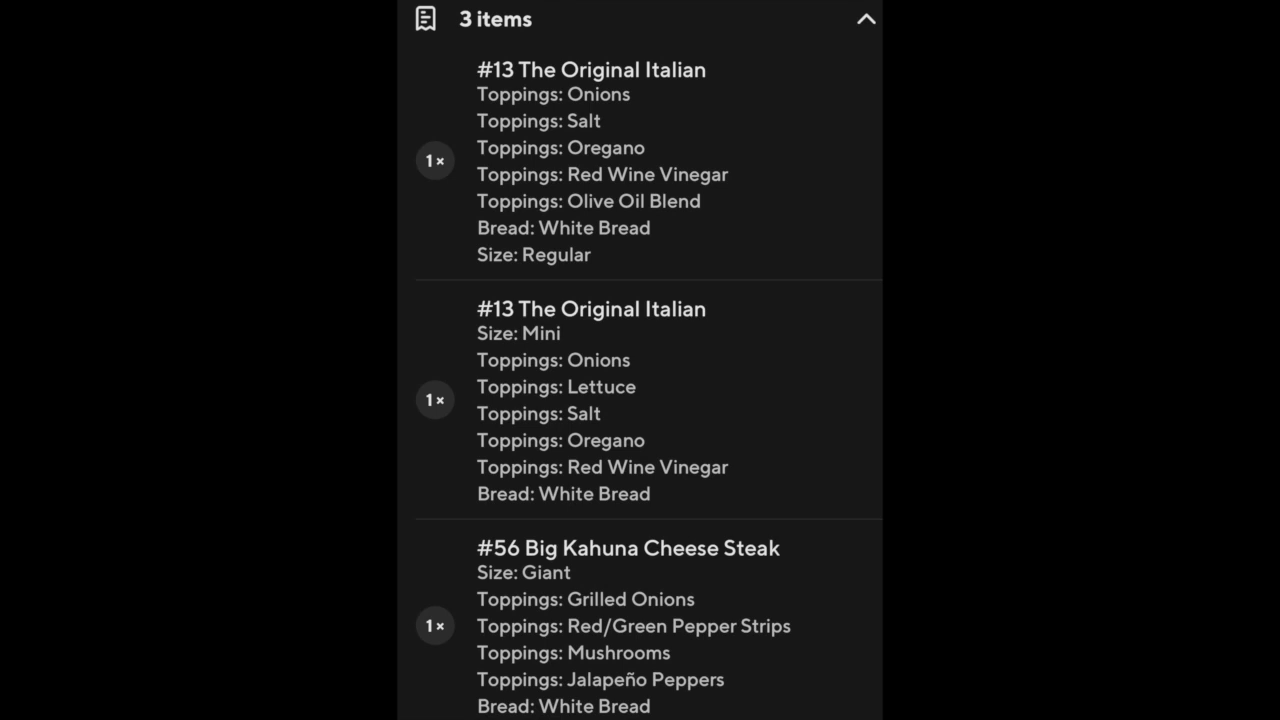 3 items
#13 The Original Italian
Toppings: Onions
Toppings: Salt
Toppings: Oregano
1×
Toppings: Red Wine Vinegar
Toppings: Olive Oil Blend
Bread: White Bread
Size: Regular
#13 The Original Italian
Size: Mini
Toppings: Onions
Toppings: Lettuce
1×
Toppings: Salt
Toppings: Oregano
Toppings: Red Wine Vinegar
Bread: White Bread
#56 Big Kahuna Cheese Steak
Size: Giant
Toppings: Grilled Onions
1×
Toppings: Red/Green Pepper Strips
Toppings: Mushrooms
Toppings: Jalapeño Peppers
Bread: White Bread